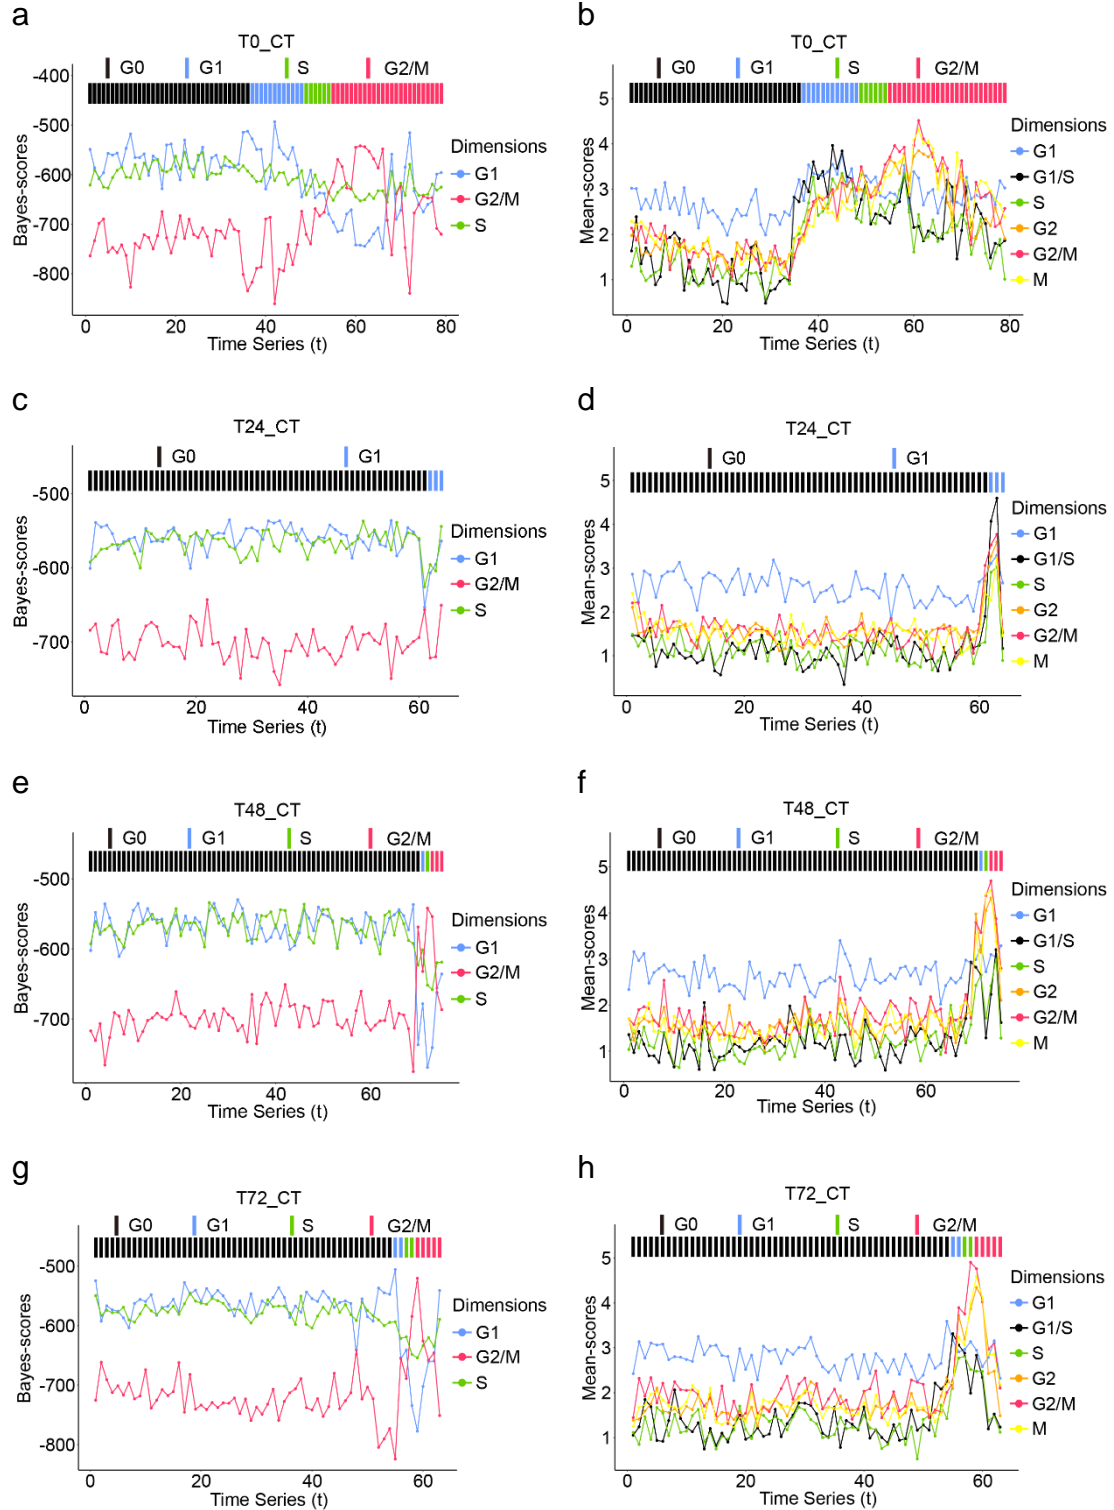 a
T0_CT
G0 G1 S G2/M
-400
-500
-600
-700
-800
Bayes-scores
0 20 40 60 80
Time Series (t)
Dimensions
G1
G2/M
S
b
T0_CT
G0 G1 S G2/M
5
4
3
2
1
Mean-scores
0 20 40 60 80
Time Series (t)
Dimensions
G1
G1/S
S
G2
G2/M
M
c
T24_CT
G0 G1
-500
-600
-700
Bayes-scores
0 20 40 60
Time Series (t)
Dimensions
G1
G2/M
S
d
T24_CT
G0 G1
5
4
3
2
1
Mean-scores
0 20 40 60
Time Series (t)
Dimensions
G1
G1/S
S
G2
G2/M
M
e
T48_CT
G0 G1 S G2/M
-500
-600
-700
Bayes-scores
0 20 40 60
Time Series (t)
Dimensions
G1
G2/M
S
f
T48_CT
G0 G1 S G2/M
5
4
3
2
1
Mean-scores
0 20 40 60
Time Series (t)
Dimensions
G1
G1/S
S
G2
G2/M
M
g
T72_CT
G0 G1 S G2/M
-500
-600
-700
-800
Bayes-scores
0 20 40 60
Time Series (t)
Dimensions
G1
G2/M
S
h
T72_CT
G0 G1 S G2/M
5
4
3
2
1
Mean-scores
0 20 40 60
Time Series (t)
Dimensions
G1
G1/S
S
G2
G2/M
M